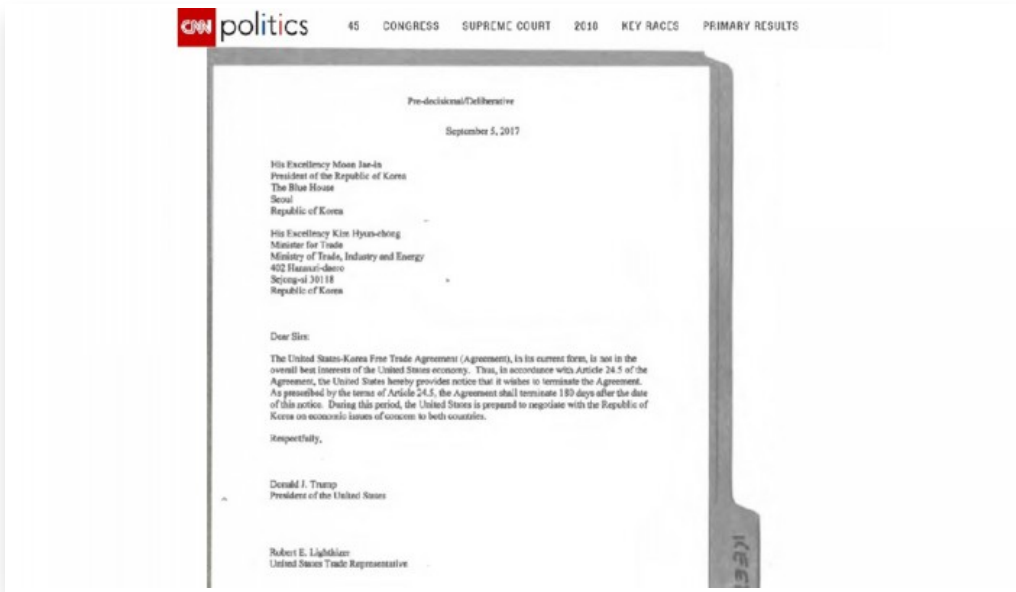 CNN politics 45 CONGRESS SUPREME COURT 2018 KEY RACES PRIMARY RESULTS
Pre-decisional/Deliberative
September 5, 2017
His Excellency Moon Jae-in
President of the Republic of Korea
The Blue House
Seoul
Republic of Korea
His Excellency Kim Hyun-chong
Minister for Trade
Ministry of Trade, Industry and Energy
402 Hannuri-daero
Sejong-si 30118
Republic of Korea
Dear Sirs:
The United States-Korea Free Trade Agreement (Agreement), in its current form, is not in the
overall best interests of the United States economy. Thus, in accordance with Article 24.5 of the
Agreement, the United States hereby provides notice that it wishes to terminate the Agreement.
As prescribed by the terms of Article 24.5, the Agreement shall terminate 180 days after the date
of this notice. During this period, the United States is prepared to negotiate with the Republic of
Korea on economic issues of concern to both countries.
Respectfully,
Donald J. Trump
President of the United States
Robert E. Lighthizer
United States Trade Representative